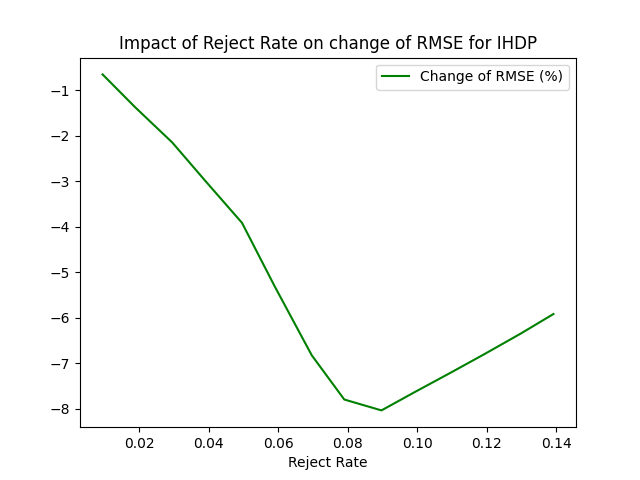 Impact of Reject Rate on change of RMSE for IHDP
Change of RMSE (%)
−1
−2
−3
−4
−5
−6
−7
−8
0.02 0.04 0.06 0.08 0.10 0.12 0.14
Reject Rate